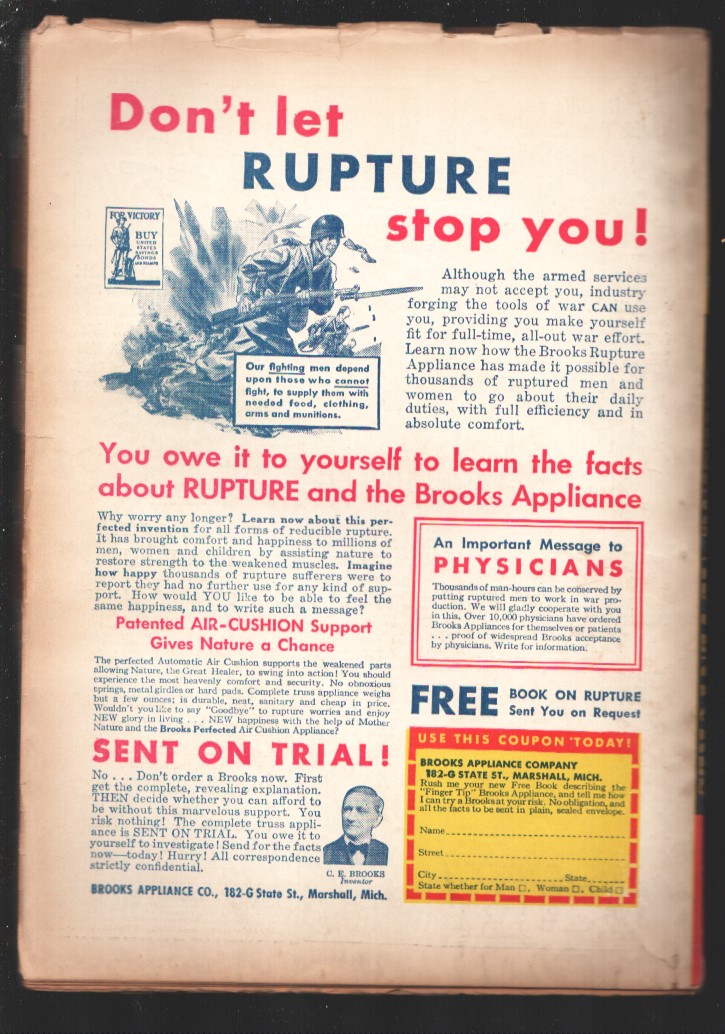 Don't let
RUPTURE
stop you!
FOR VICTORY
BUY
UNITED
STATES
SAVINGS
BONDS
AND STAMPS
Our fighting men depend
upon those who cannot
fight, to supply them with
needed food, clothing,
arms and munitions.
Although the armed services
may not accept you, industry
forging the tools of war CAN use
you, providing you make yourself
fit for full-time, all-out war effort.
Learn now how the Brooks Rupture
Appliance has made it possible for
thousands of ruptured men and
women to go about their daily
duties, with full efficiency and in
absolute comfort.
You owe it to yourself to learn the facts
about RUPTURE and the Brooks Appliance
Why worry any longer? Learn now about this per-
fected invention for all forms of reducible rupture.
It has brought comfort and happiness to millions of
men, women and children by assisting nature to
restore strength to the weakened muscles. Imagine
how happy thousands of rupture sufferers were to
report they had no further use for any kind of sup-
port. How would YOU like to be able to feel the
same happiness, and to write such a message?
Patented AIR-CUSHION Support
Gives Nature a Chance
The perfected Automatic Air Cushion supports the weakened parts
allowing Nature, the Great Healer, to swing into action! You should
experience the most heavenly comfort and security. No obnoxious
springs, metal girdles or hard pads. Complete truss appliance weighs
but a few ounces; is durable, neat, sanitary and cheap in price.
Wouldn't you like to say "Goodbye" to rupture worries and enjoy
NEW glory in living . . . NEW happiness with the help of Mother
Nature and the Brooks Perfected Air Cushion Appliance?
SENT ON TRIAL!
No . . . Don't order a Brooks now. First
get the complete, revealing explanation.
THEN decide whether you can afford to
be without this marvelous support. You
risk nothing! The complete truss appli-
ance is SENT ON TRIAL. You owe it to
yourself to investigate! Send for the facts
now—today! Hurry! All correspondence
strictly confidential.
C. E. BROOKS
Inventor
BROOKS APPLIANCE CO., 182-G State St., Marshall, Mich.
An Important Message to
PHYSICIANS
Thousands of man-hours can be conserved by
putting ruptured men to work in war pro-
duction. We will gladly cooperate with you
in this. Over 10,000 physicians have ordered
Brooks Appliances for themselves or patients
. . . proof of widespread Brooks acceptance
by physicians. Write for information.
FREE BOOK ON RUPTURE
Sent You on Request
USE THIS COUPON TODAY!
BROOKS APPLIANCE COMPANY
182-G STATE ST., MARSHALL, MICH.
Rush me your new Free Book describing the
"Finger Tip" Brooks Appliance, and tell me how
I can try a Brooks at your risk. No obligation, and
all the facts to be sent in plain, sealed envelope.
Name
Street
City State
State whether for Man □, Woman □, Child □